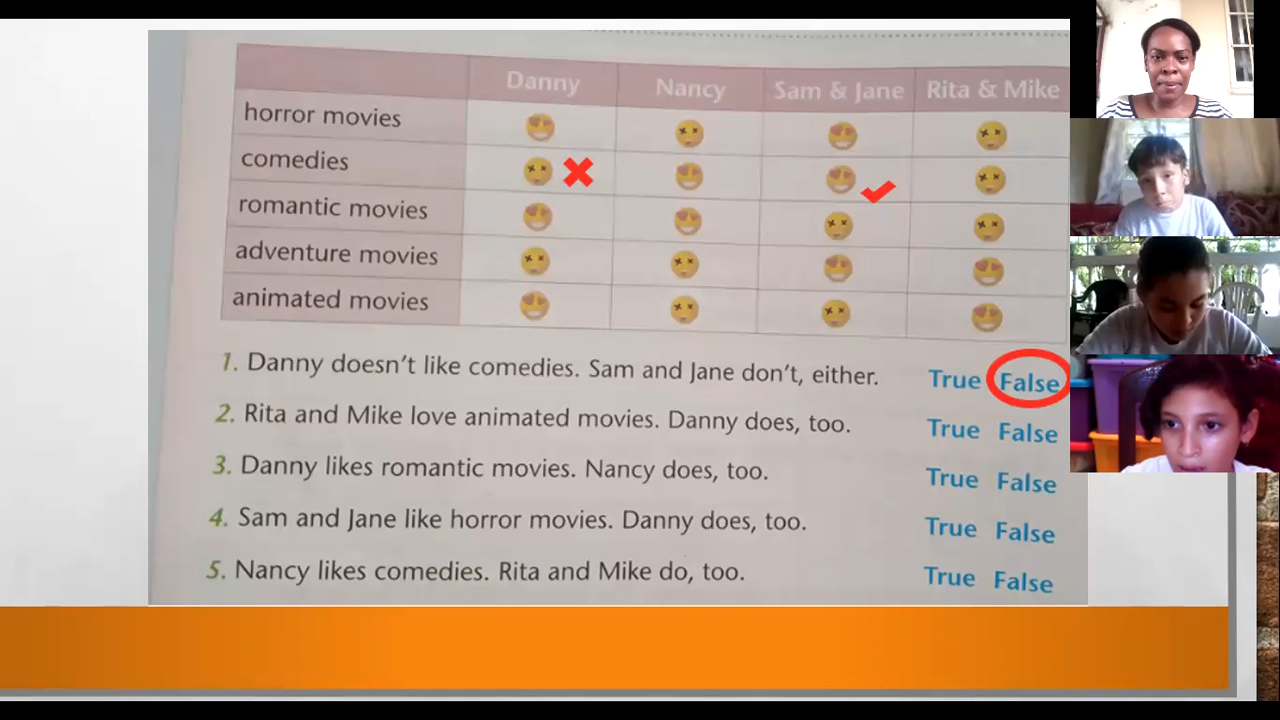 Danny Nancy Sam & Jane Rita & Mike
horror movies
comedies
romantic movies
adventure movies
animated movies
1. Danny doesn't like comedies. Sam and Jane don't, either. True False
2. Rita and Mike love animated movies. Danny does, too. True False
3. Danny likes romantic movies. Nancy does, too. True False
4. Sam and Jane like horror movies. Danny does, too. True False
5. Nancy likes comedies. Rita and Mike do, too. True False